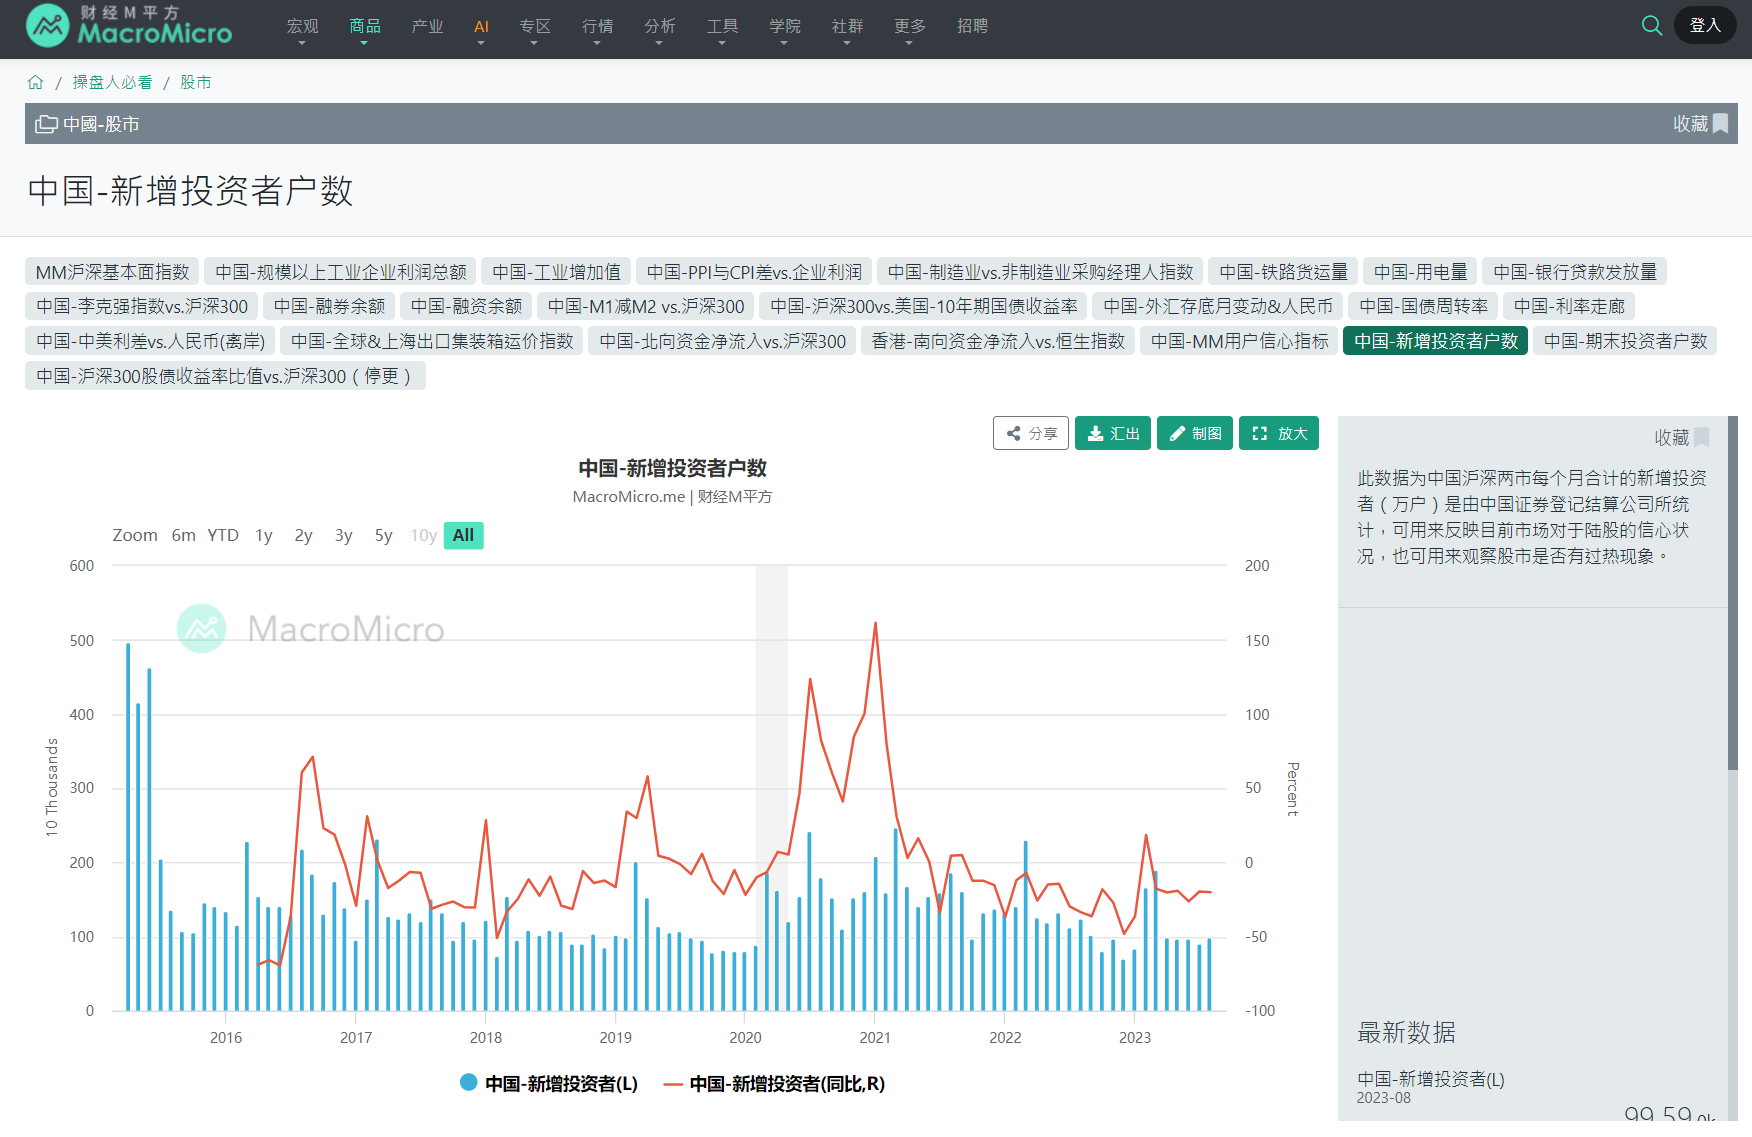 财经M平方
MacroMicro
宏观 商品 产业 AI 专区 行情 分析 工具 学院 社群 更多 招聘
登入
/ 操盘人必看 / 股市
中國-股市
收藏
中国-新增投资者户数
MM沪深基本面指数 中国-规模以上工业企业利润总额 中国-工业增加值 中国-PPI与CPI差vs.企业利润 中国-制造业vs.非制造业采购经理人指数 中国-铁路货运量 中国-用电量 中国-银行贷款发放量
中国-李克强指数vs.沪深300 中国-融券余额 中国-融资余额 中国-M1减M2 vs.沪深300 中国-沪深300vs.美国-10年期国债收益率 中国-外汇存底月变动&人民币 中国-国债周转率 中国-利率走廊
中国-中美利差vs.人民币(离岸) 中国-全球&上海出口集装箱运价指数 中国-北向资金净流入vs.沪深300 香港-南向资金净流入vs.恒生指数 中国-MM用户信心指标 中国-新增投资者户数 中国-期末投资者户数
中国-沪深300股债收益率比值vs.沪深300（停更）
分享 汇出 制图 放大
中国-新增投资者户数
MacroMicro.me | 财经M平方
Zoom 6m YTD 1y 2y 3y 5y 10y All
600
500
400
300
200
100
0
10 Thousands
MacroMicro
200
150
100
50
0
-50
-100
Percent
2016 2017 2018 2019 2020 2021 2022 2023
中国-新增投资者(L) 中国-新增投资者(同比,R)
收藏
此数据为中国沪深两市每个月合计的新增投资
者（万户）是由中国证券登记结算公司所统
计，可用来反映目前市场对于陆股的信心状
况，也可用来观察股市是否有过热现象。
最新数据
中国-新增投资者(L)
2023-08
99.59 0k